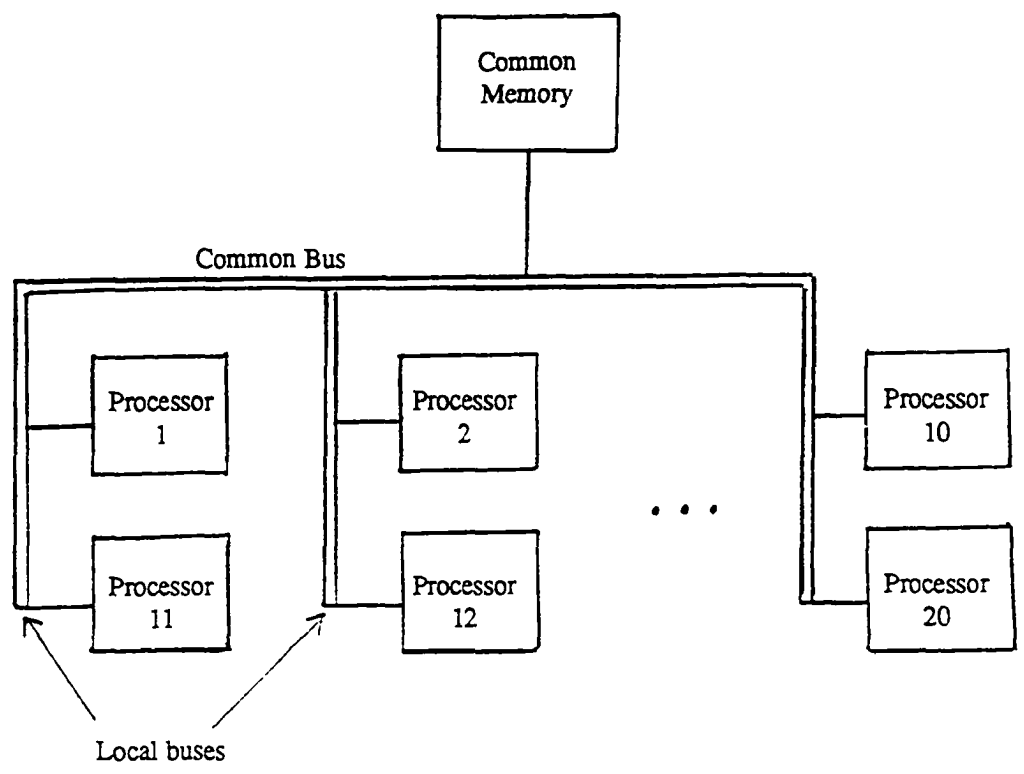 Common
Memory
Common Bus
Processor
1
Processor
2
Processor
10
. . .
Processor
11
Processor
12
Processor
20
Local buses